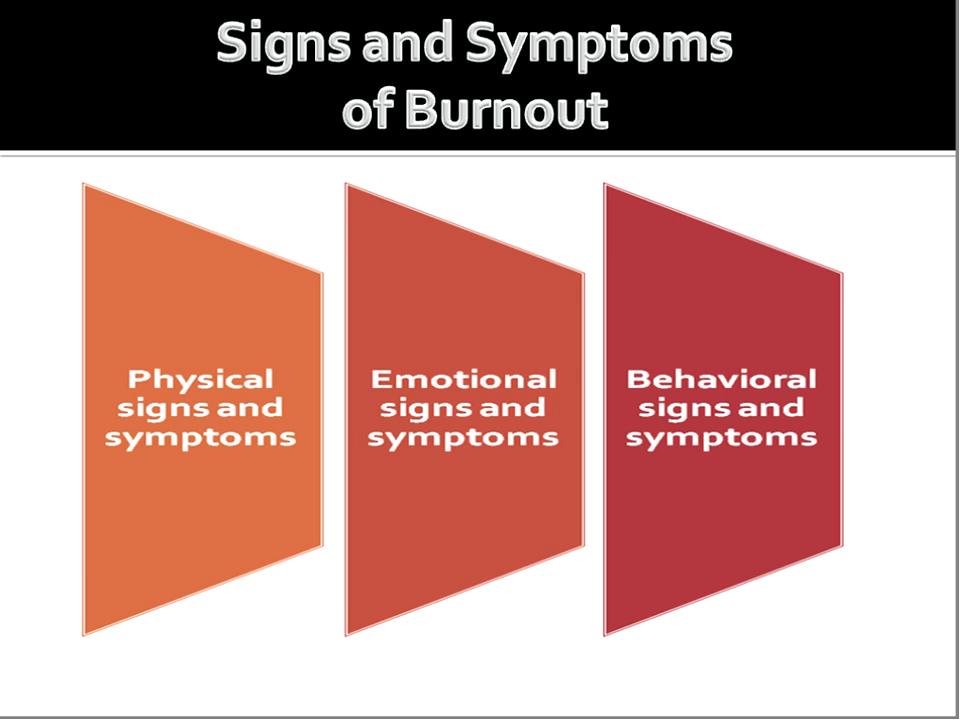 Signs and Symptoms
of Burnout
Physical
signs and
symptoms
Emotional
signs and
symptoms
Behavioral
signs and
symptoms